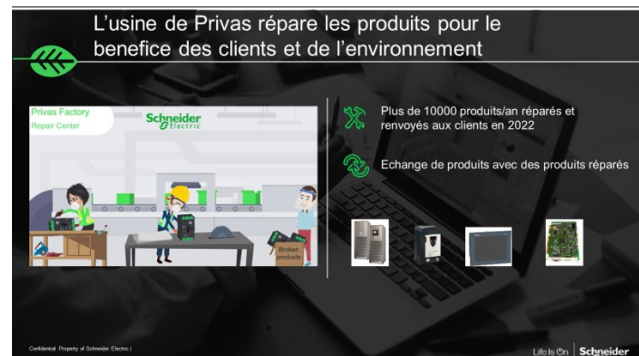 L'usine de Privas répare les produits pour le
benefice des clients et de l'environnement
Privas Factory
Repair Center
Schneider
Electric
Broken
products
Plus de 10000 produits/an réparés et
renvoyés aux clients en 2022
Echange de produits avec des produits réparés
Confidential Property of Schneider Electric |
Life Is On
Schneider